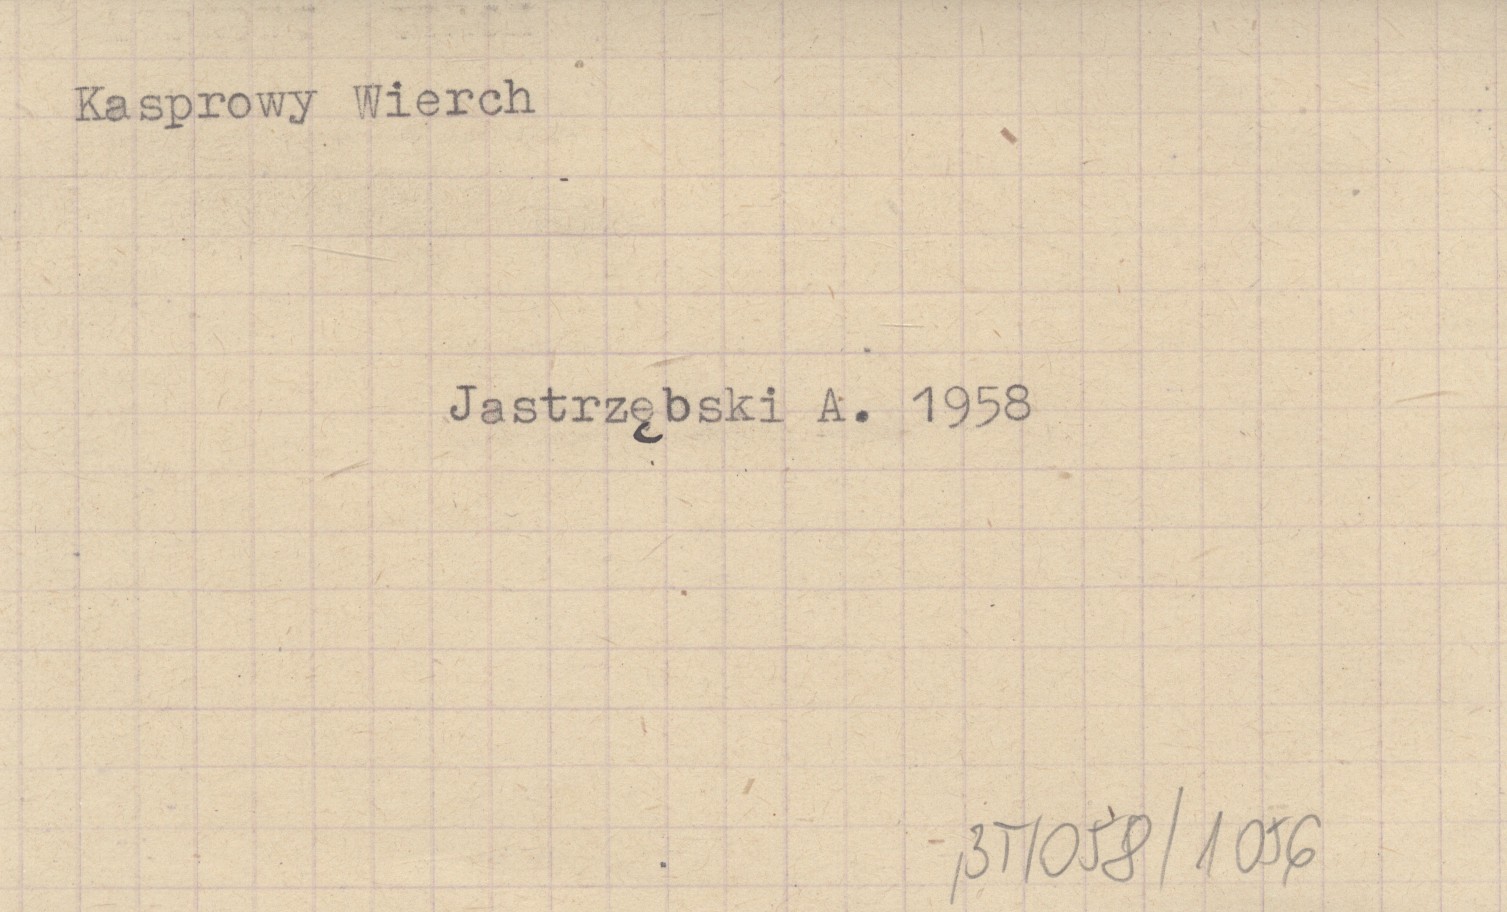 Kasprowy Wierch
Jastrzębski A. 1958
BT/058/1056